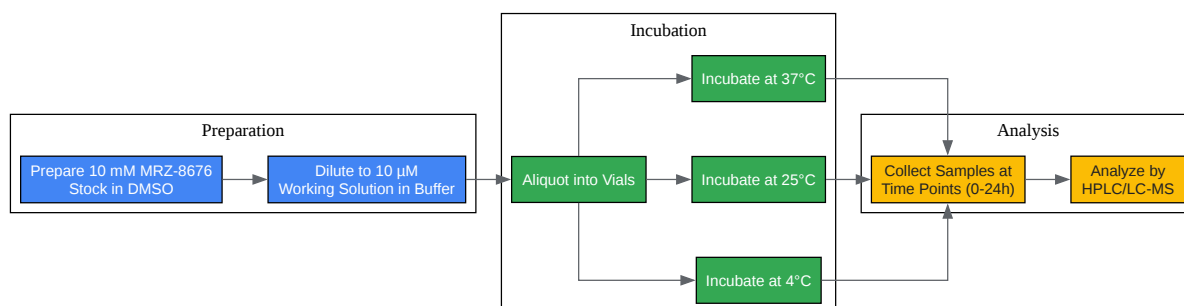 Preparation
Prepare 10 mM MRZ-8676
Stock in DMSO
Dilute to 10 µM
Working Solution in Buffer
Incubation
Aliquot into Vials
Incubate at 37°C
Incubate at 25°C
Incubate at 4°C
Analysis
Collect Samples at
Time Points (0-24h)
Analyze by
HPLC/LC-MS